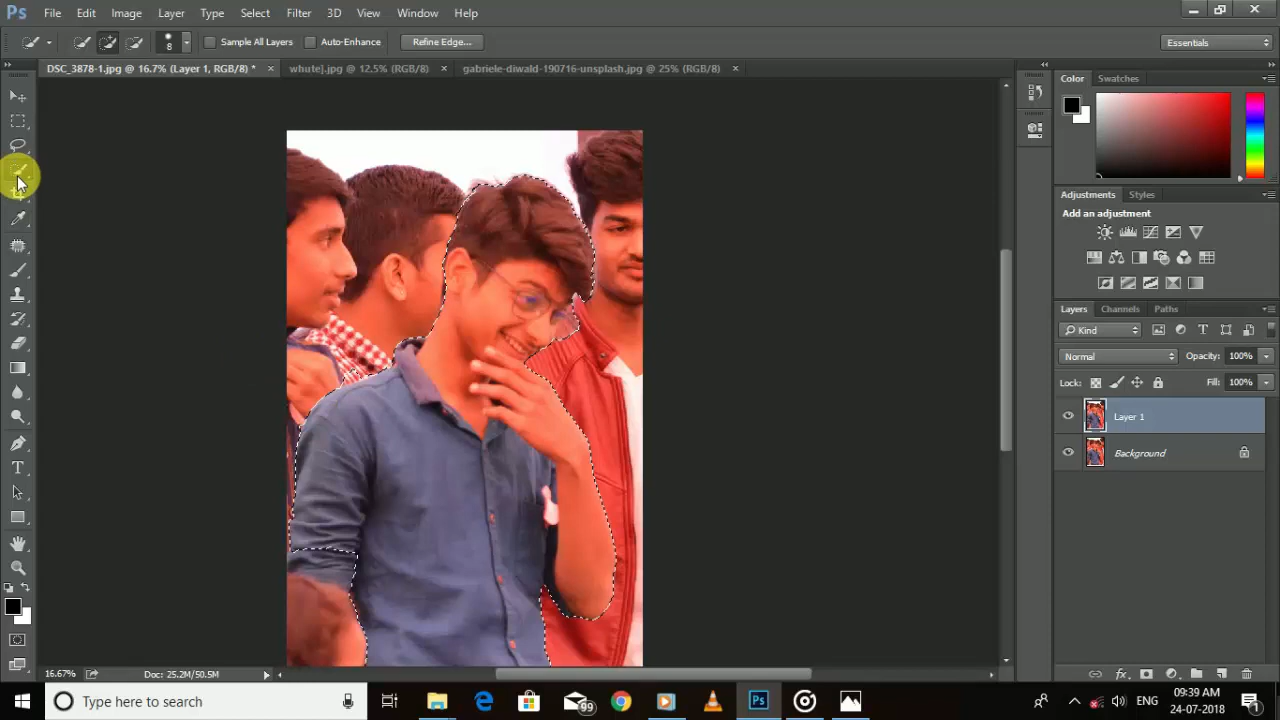 Ps File Edit Image Layer Type Select Filter 3D View Window Help
8 Sample All Layers Auto-Enhance Refine Edge... Essentials
DSC_3878-1.jpg @ 16.7% (Layer 1, RGB/8) * × whute].jpg @ 12.5% (RGB/8) × gabriele-diwald-190716-unsplash.jpg @ 25% (RGB/8) ×
Color Swatches
Adjustments Styles
Add an adjustment
Layers Channels Paths
Kind
Normal Opacity: 100%
Lock: Fill: 100%
Layer 1
Background
16.67% Doc: 25.2M/50.5M
Type here to search 99 Ps ENG 09:39 AM
24-07-2018 1